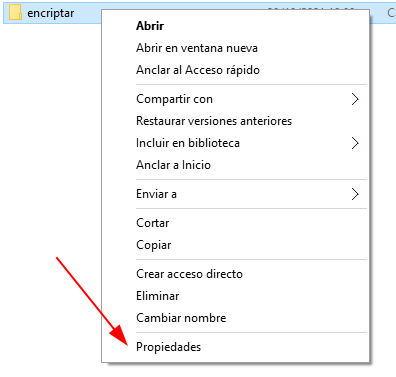 encriptar
Abrir
Abrir en ventana nueva
Anclar al Acceso rápido
Compartir con
Restaurar versiones anteriores
Incluir en biblioteca
Anclar a Inicio
Enviar a
Cortar
Copiar
Crear acceso directo
Eliminar
Cambiar nombre
Propiedades